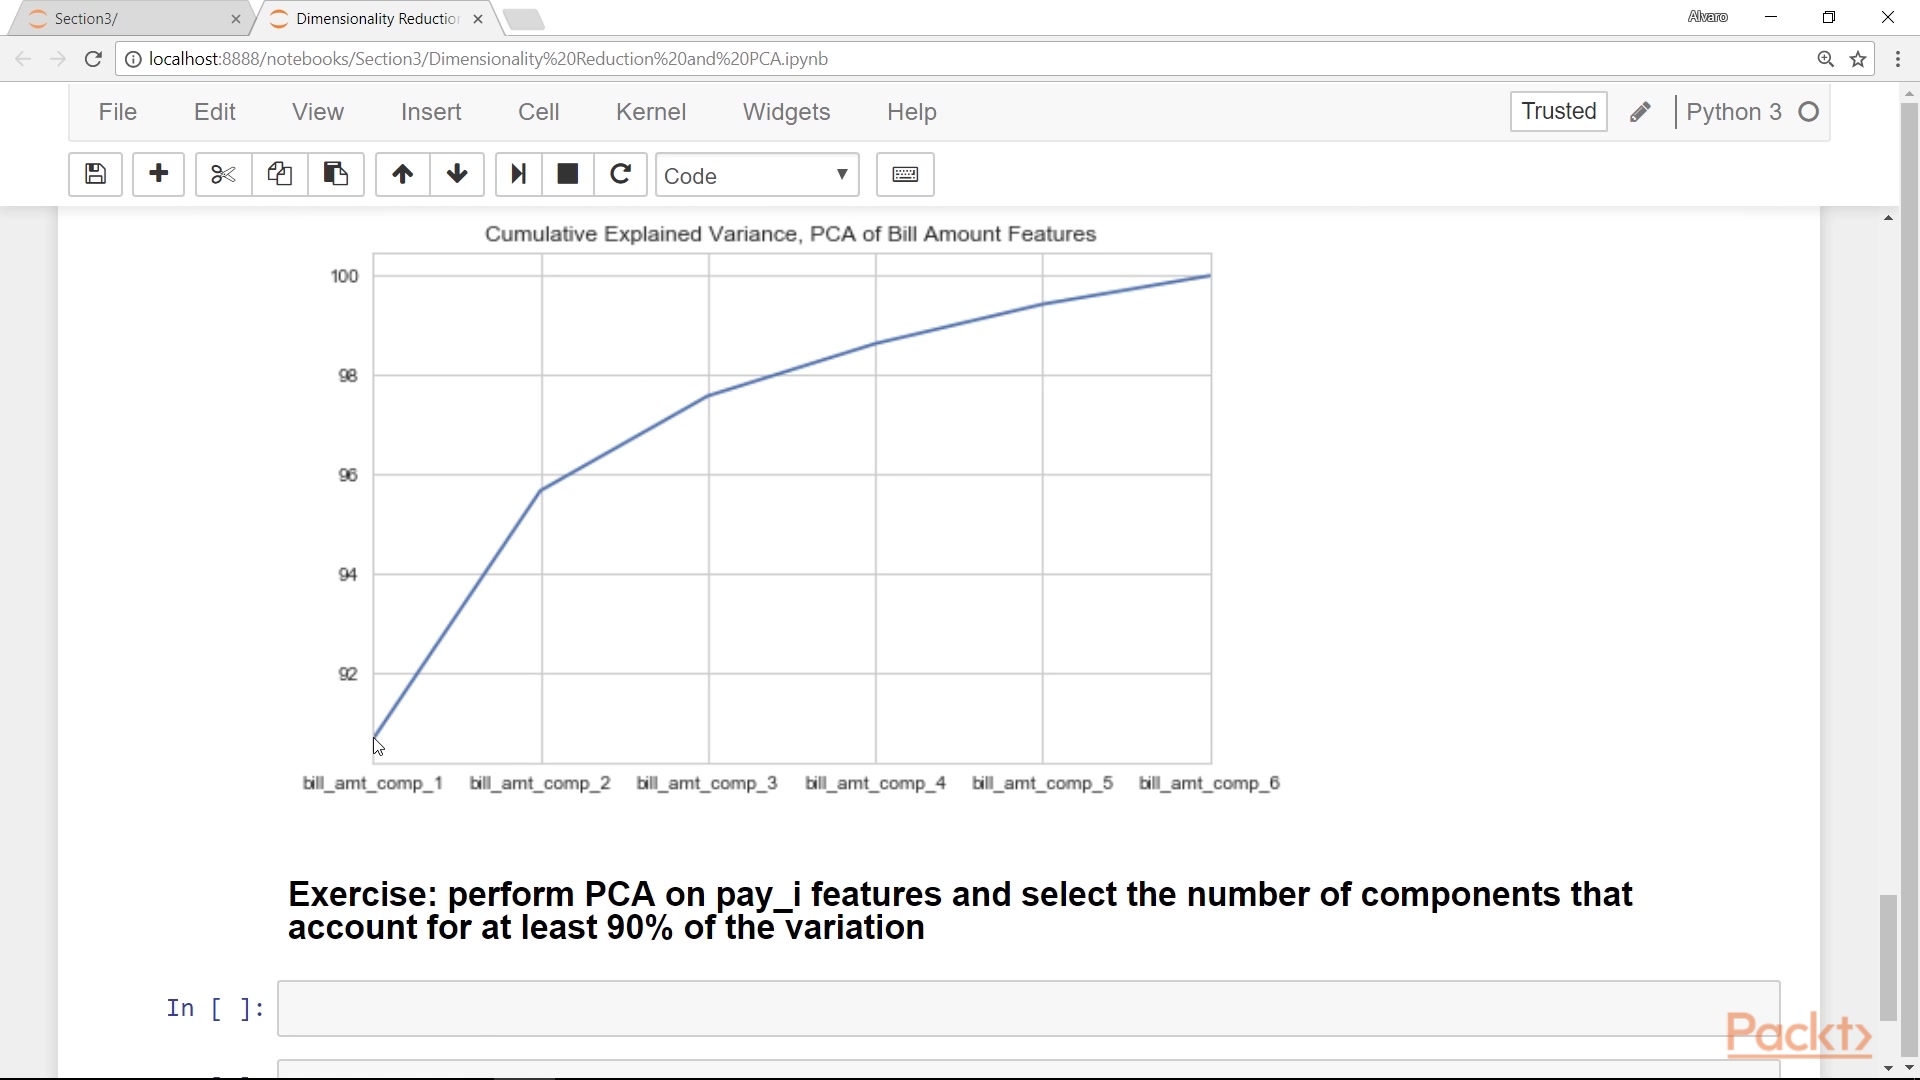 Section3/
Dimensionality Reductio
Alvaro
localhost:8888/notebooks/Section3/Dimensionality%20Reduction%20and%20PCA.ipynb
File Edit View Insert Cell Kernel Widgets Help Trusted Python 3
Code
Cumulative Explained Variance, PCA of Bill Amount Features
100
98
96
94
92
bill_amt_comp_1 bill_amt_comp_2 bill_amt_comp_3 bill_amt_comp_4 bill_amt_comp_5 bill_amt_comp_6
Exercise: perform PCA on pay_i features and select the number of components that
account for at least 90% of the variation
In [ ]:
Packt>